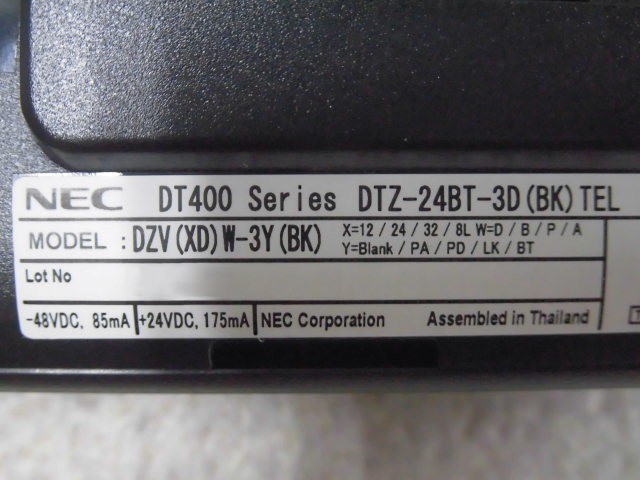 NEC DT400 Series DTZ-24BT-3D(BK)TEL
MODEL : DZV(XD)W-3Y(BK) X=12 / 24 / 32 / 8L W=D / B / P / A
Y=Blank / PA / PD / LK / BT
Lot No
-48VDC, 85mA +24VDC, 175mA NEC Corporation Assembled in Thailand